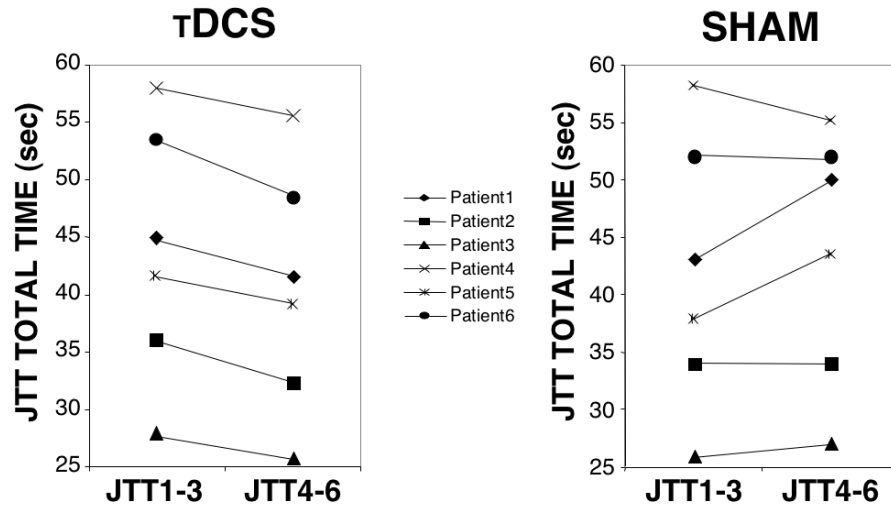 TDCS
SHAM
JTT TOTAL TIME (sec)
60
55
50
45
40
35
30
25
JTT1-3 JTT4-6
Patient1
Patient2
Patient3
Patient4
Patient5
Patient6
JTT TOTAL TIME (sec)
60
55
50
45
40
35
30
25
JTT1-3 JTT4-6